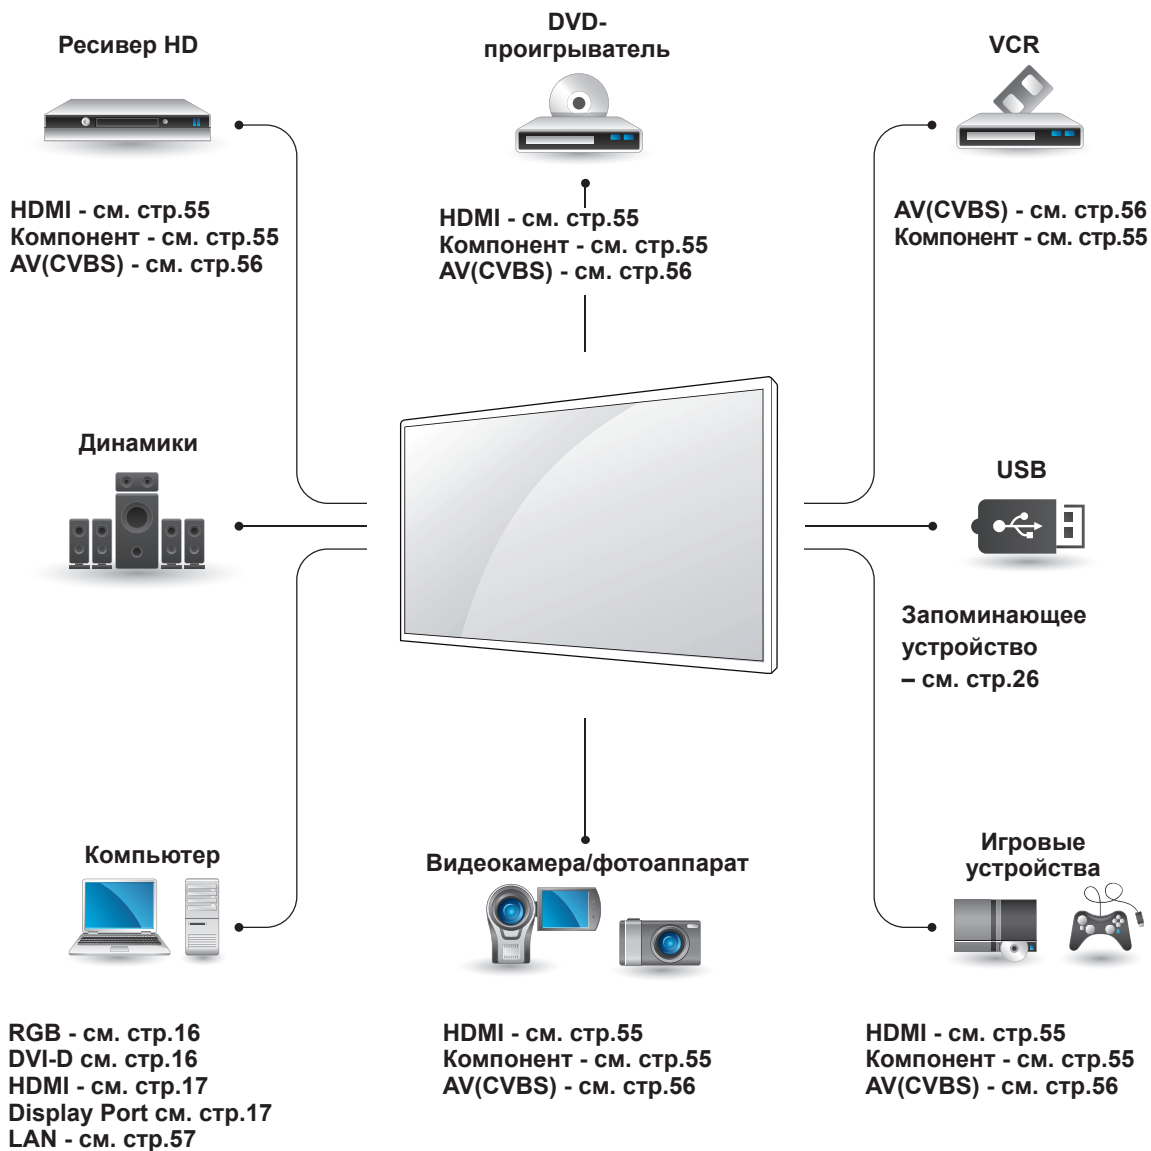 Ресивер HD
HDMI - см. стр.55
Компонент - см. стр.55
AV(CVBS) - см. стр.56
DVD-
проигрыватель
HDMI - см. стр.55
Компонент - см. стр.55
AV(CVBS) - см. стр.56
VCR
AV(CVBS) - см. стр.56
Компонент - см. стр.55
Динамики
USB
Запоминающее
устройство
– см. стр.26
Компьютер
RGB - см. стр.16
DVI-D см. стр.16
HDMI - см. стр.17
Display Port см. стр.17
LAN - см. стр.57
Видеокамера/фотоаппарат
HDMI - см. стр.55
Компонент - см. стр.55
AV(CVBS) - см. стр.56
Игровые
устройства
HDMI - см. стр.55
Компонент - см. стр.55
AV(CVBS) - см. стр.56